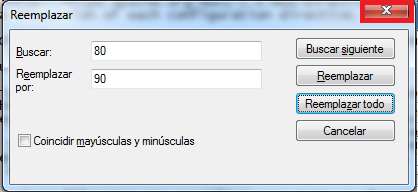 Reemplazar
Buscar: 80 Buscar siguiente
Reemplazar por: 90 Reemplazar
Reemplazar todo
Cancelar
Coincidir mayúsculas y minúsculas